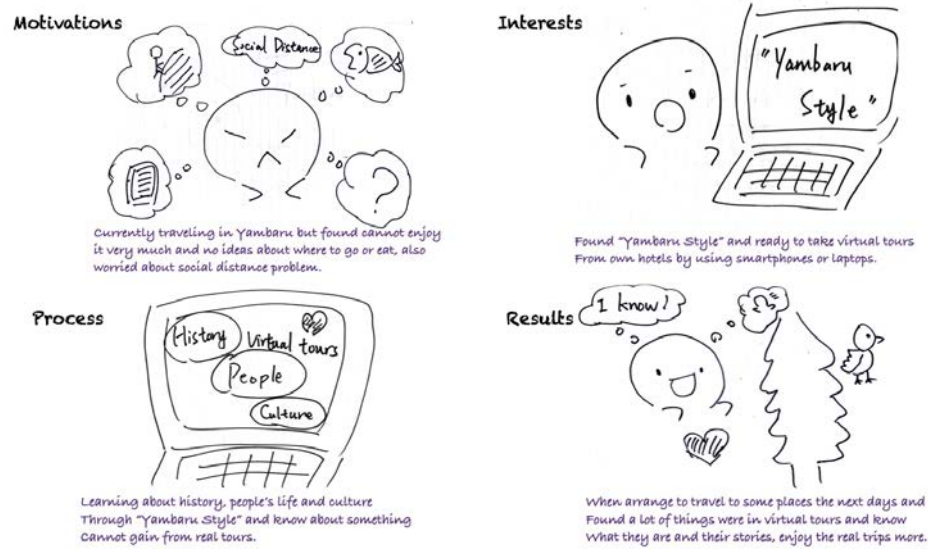 Motivations
Social Distance
?
Currently traveling in Yambaru but found cannot enjoy
it very much and no ideas about where to go or eat, also
worried about social distance problem.
Interests
"Yambaru
Style"
Found "Yambaru Style" and ready to take virtual tours
From own hotels by using smartphones or laptops.
Process
History
Virtual tours
People
Culture
Learning about history, people's life and culture
Through "Yambaru Style" and know about something
Cannot gain from real tours.
Results
I know!
When arrange to travel to some places the next days and
Found a lot of things were in virtual tours and know
What they are and their stories, enjoy the real trips more.